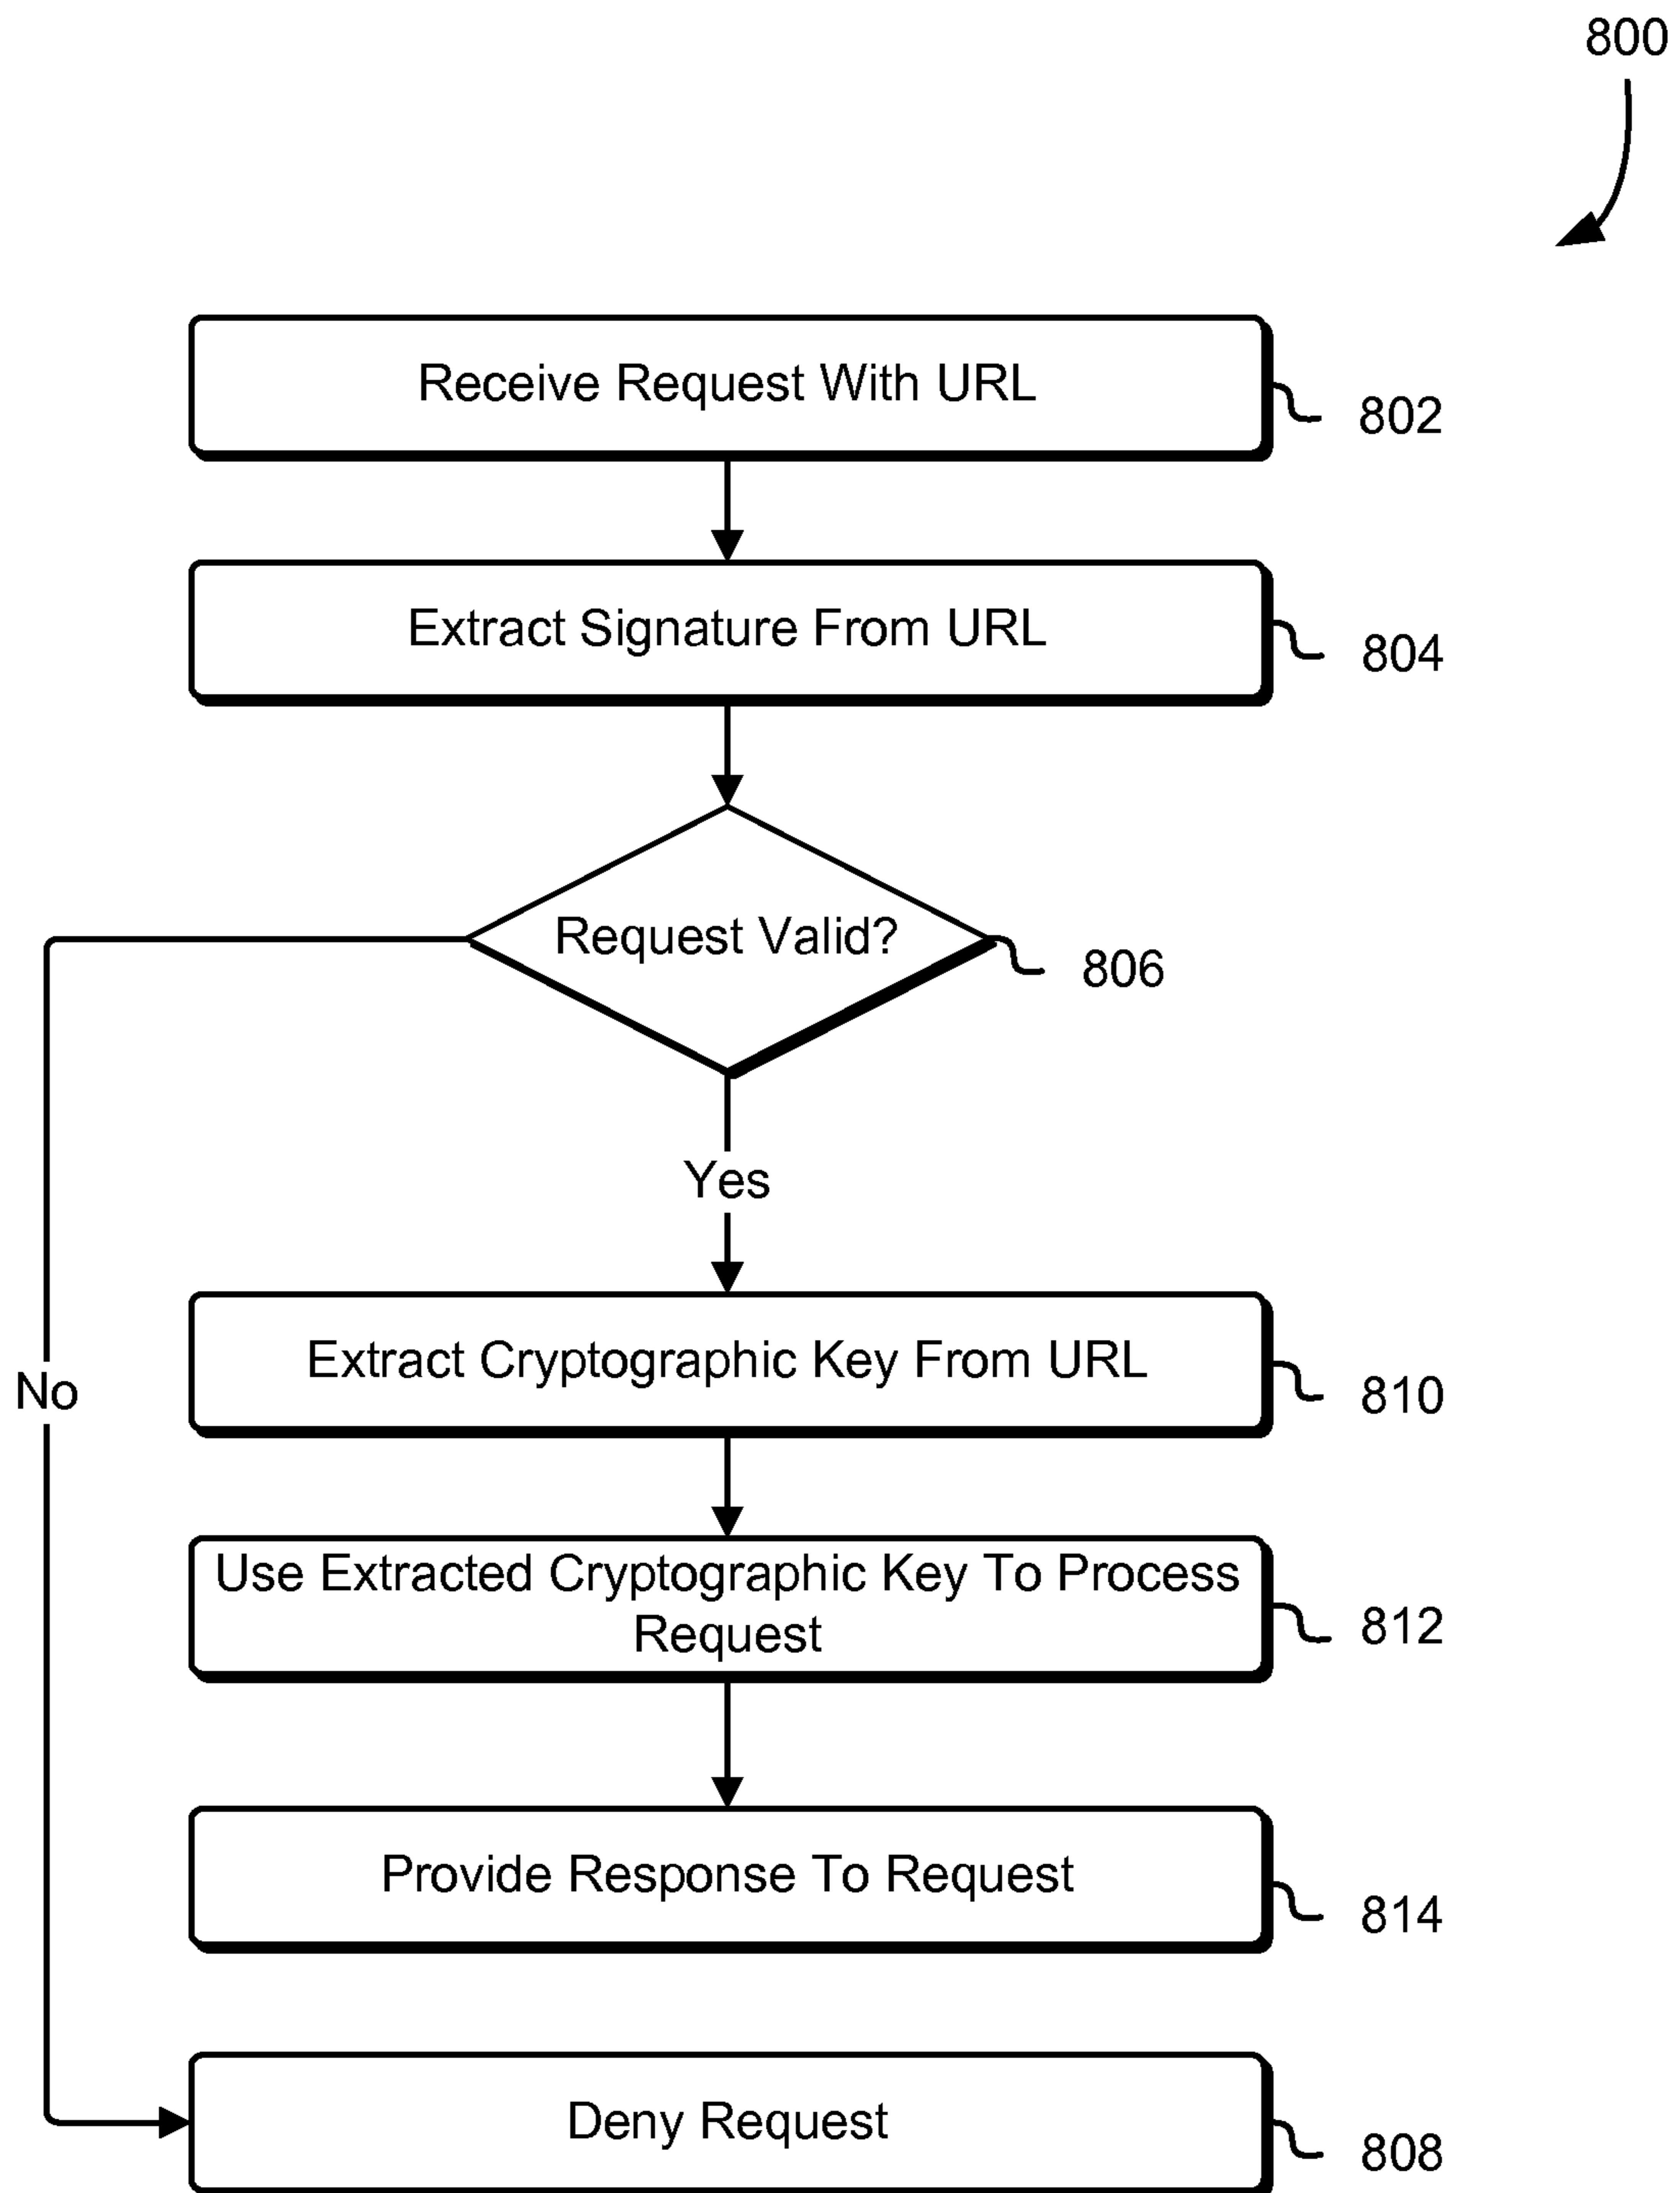 800
Receive Request With URL
802
Extract Signature From URL
804
Request Valid?
806
Yes
Extract Cryptographic Key From URL
810
No
Use Extracted Cryptographic Key To Process
Request
812
Provide Response To Request
814
Deny Request
808